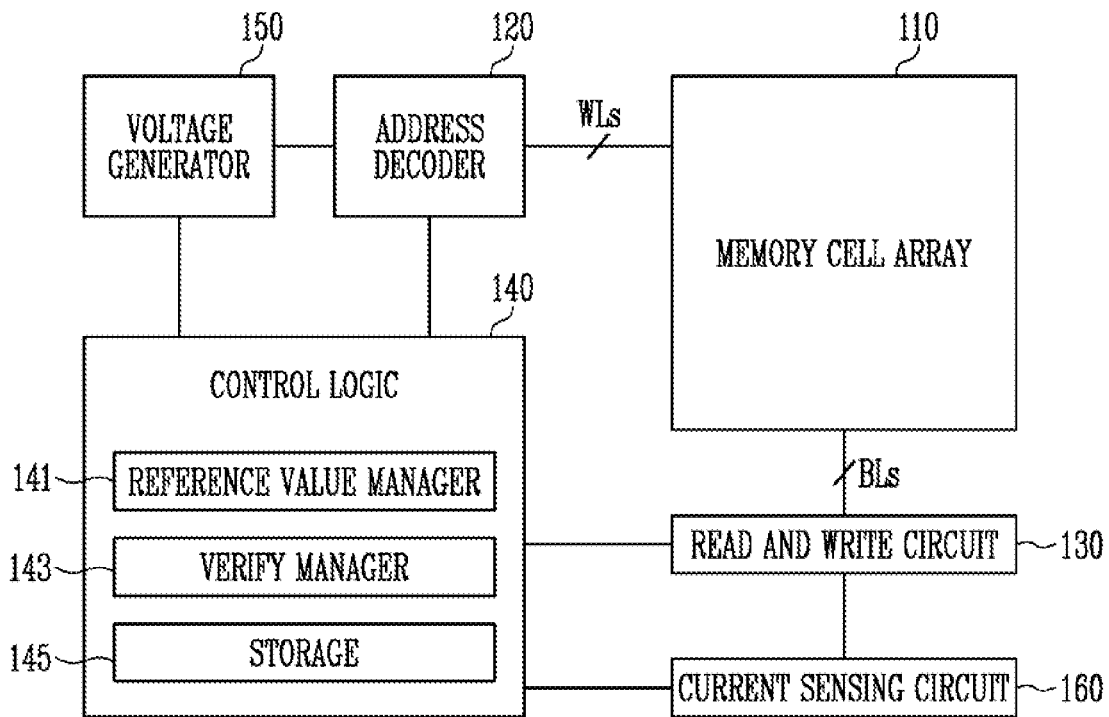 150
120
110
VOLTAGE
GENERATOR
ADDRESS
DECODER
WLs
MEMORY CELL ARRAY
140
CONTROL LOGIC
141
REFERENCE VALUE MANAGER
BLs
143
VERIFY MANAGER
READ AND WRITE CIRCUIT
130
145
STORAGE
CURRENT SENSING CIRCUIT
160